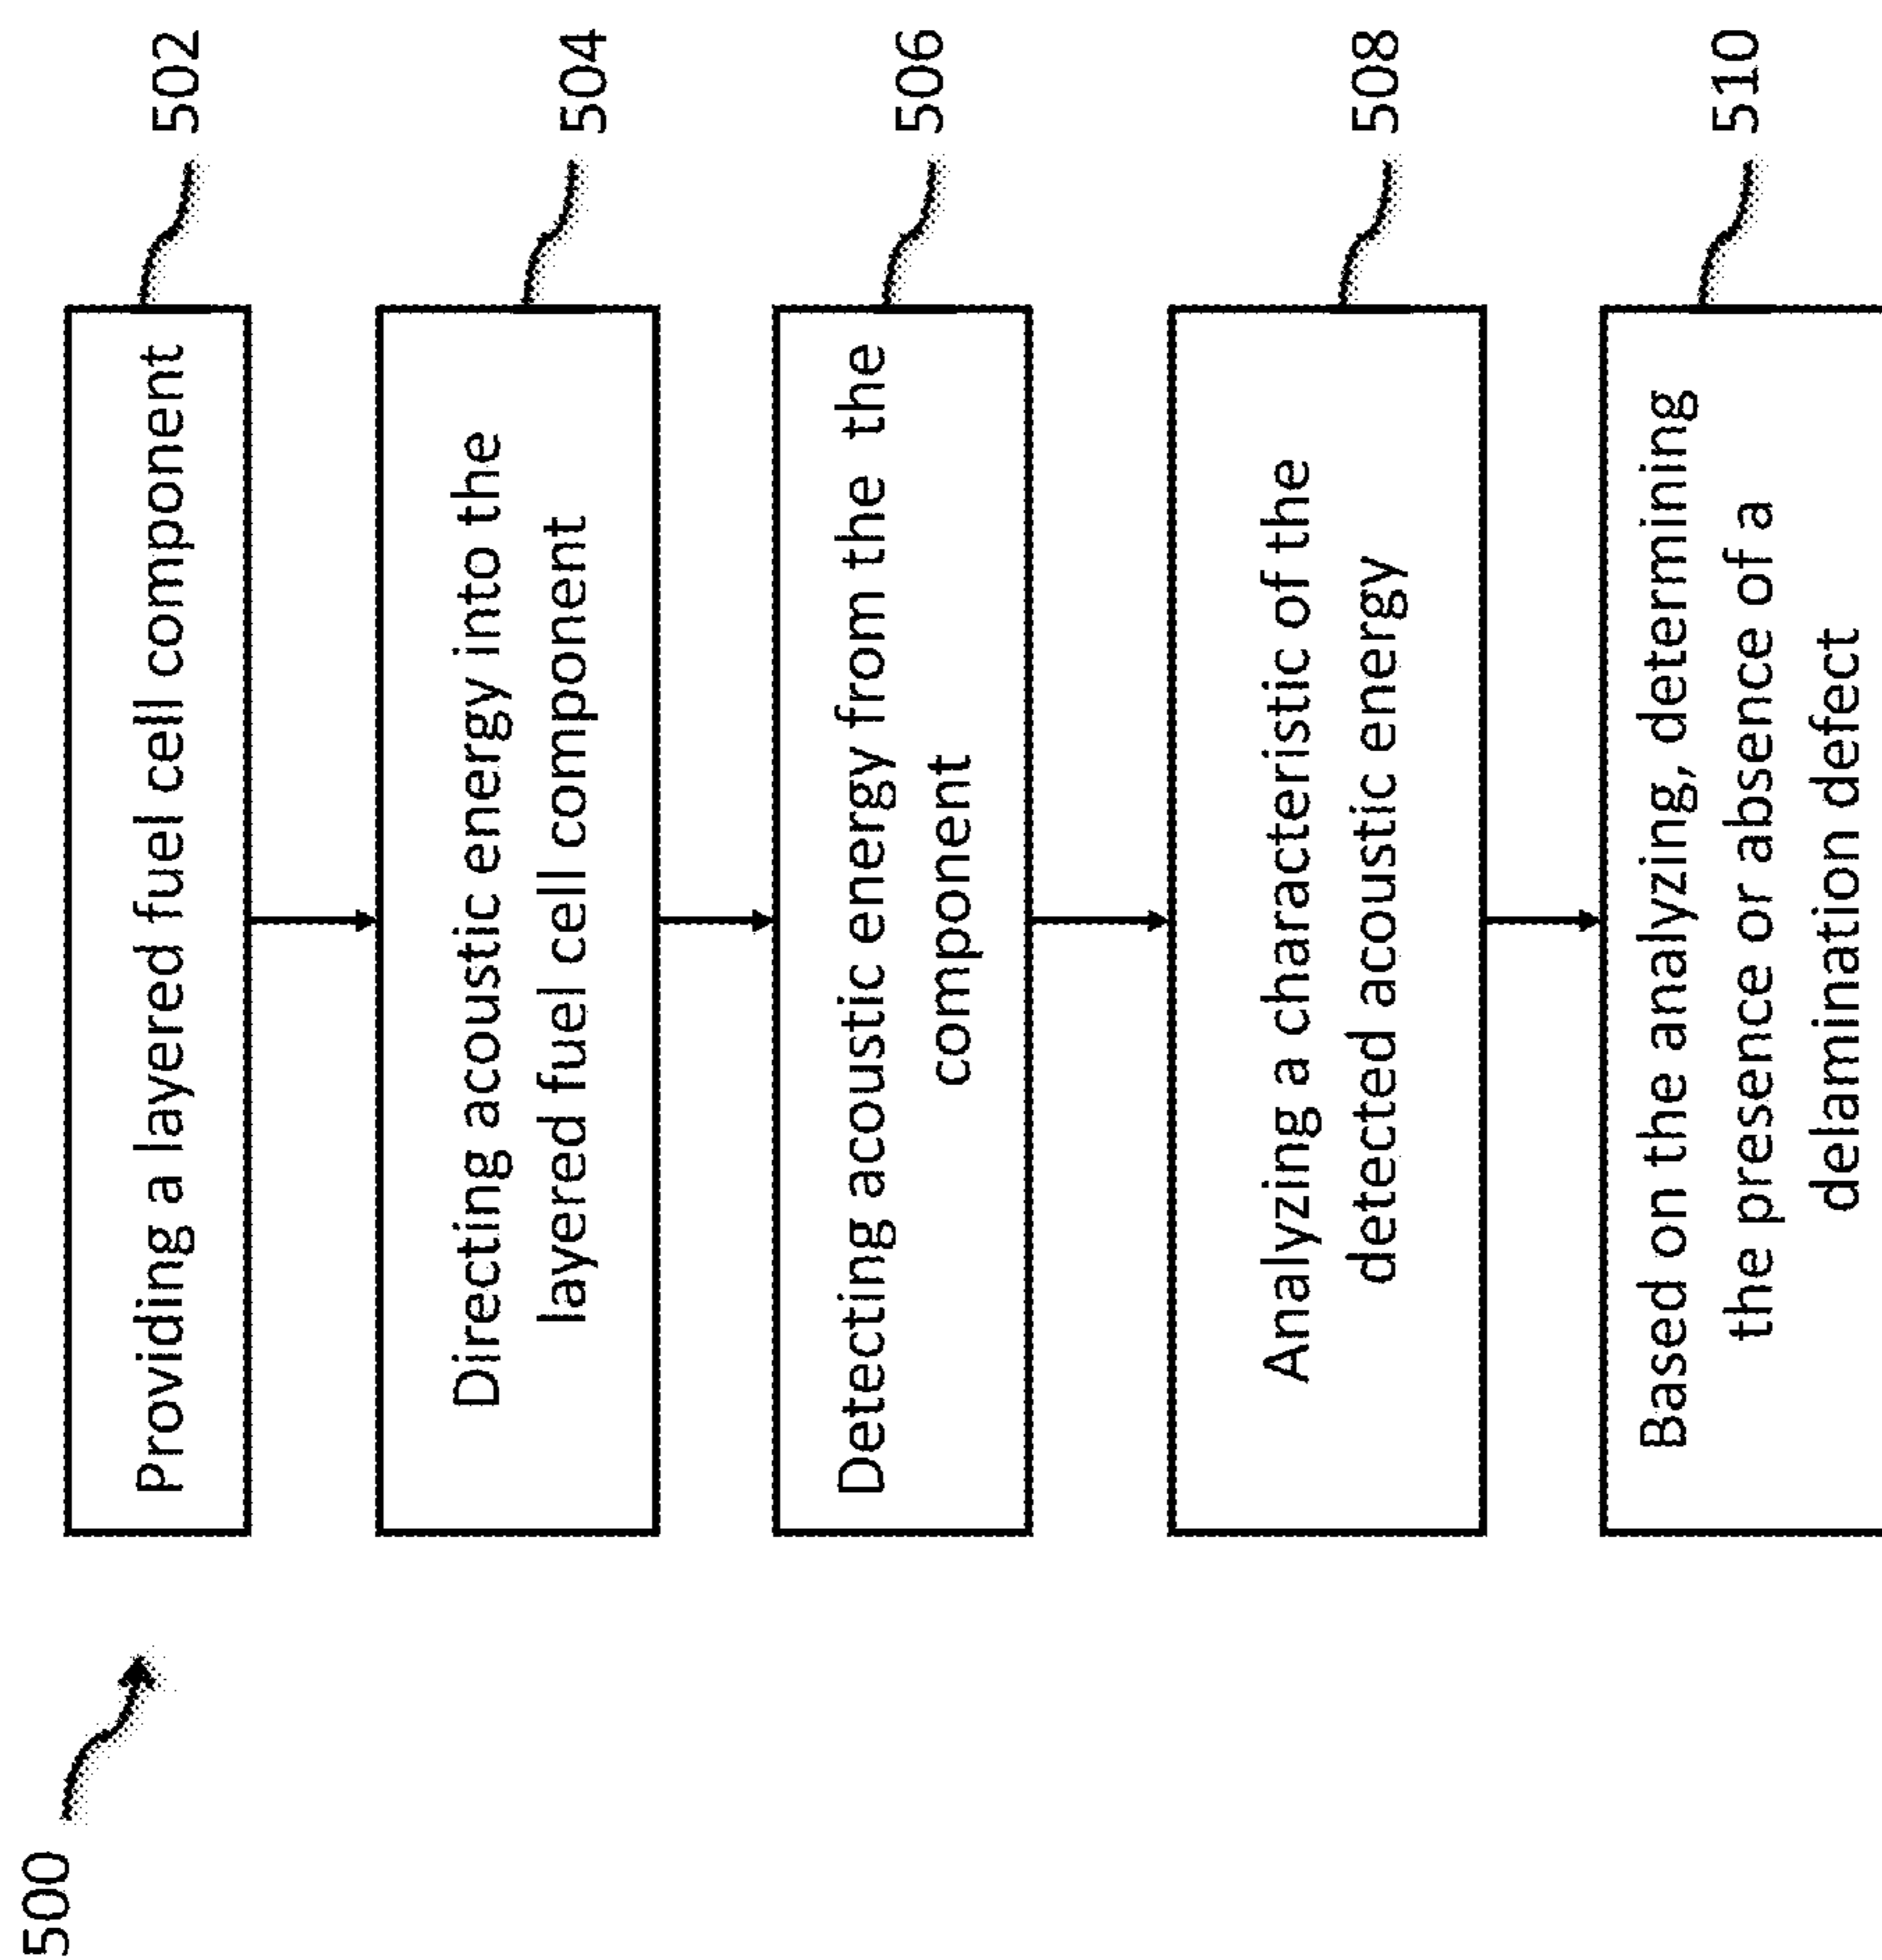 500
Providing a layered fuel cell component
502
Directing acoustic energy into the
layered fuel cell component
504
Detecting acoustic energy from the  the
component
506
Analyzing a characteristic of the
detected acoustic energy
508
Based on the analyzing, determining
the presence or absence of a
delamination defect
510